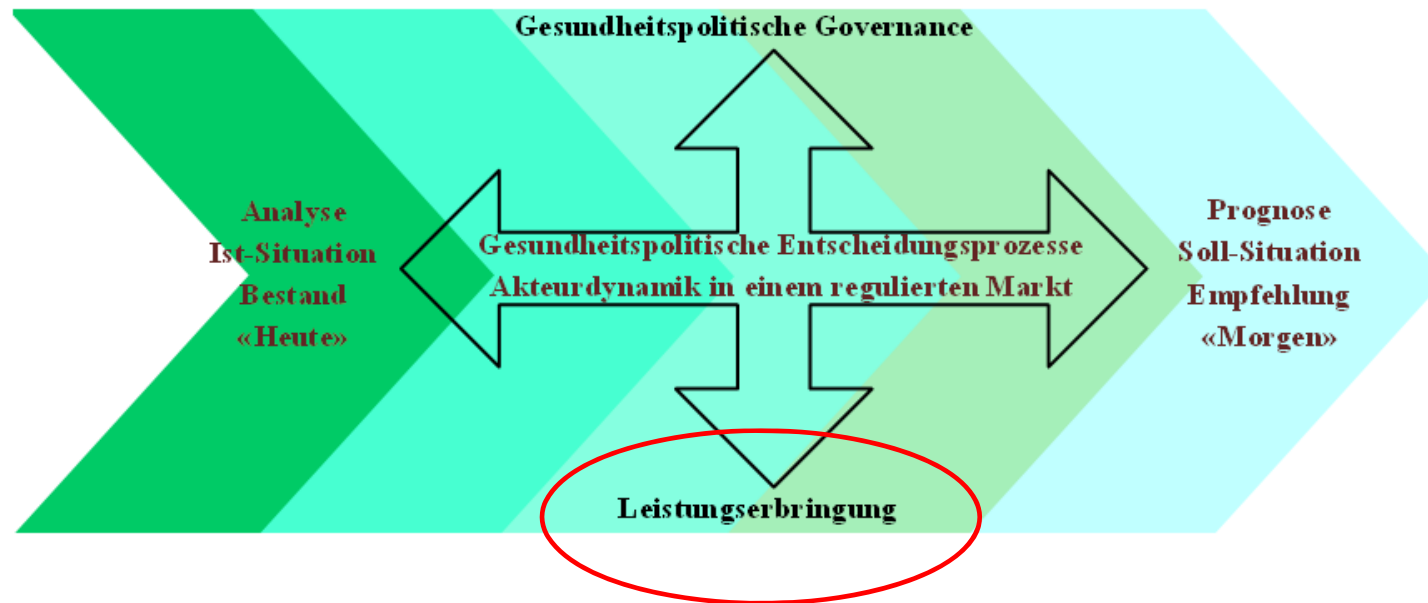 Gesundheitspolitische Governance
Analyse
Ist-Situation
Bestand
«Heute»
Gesundheitspolitische Entscheidungsprozesse
Akteurdynamik in einem regulierten Markt
Prognose
Soll-Situation
Empfehlung
«Morgen»
Leistungserbringung